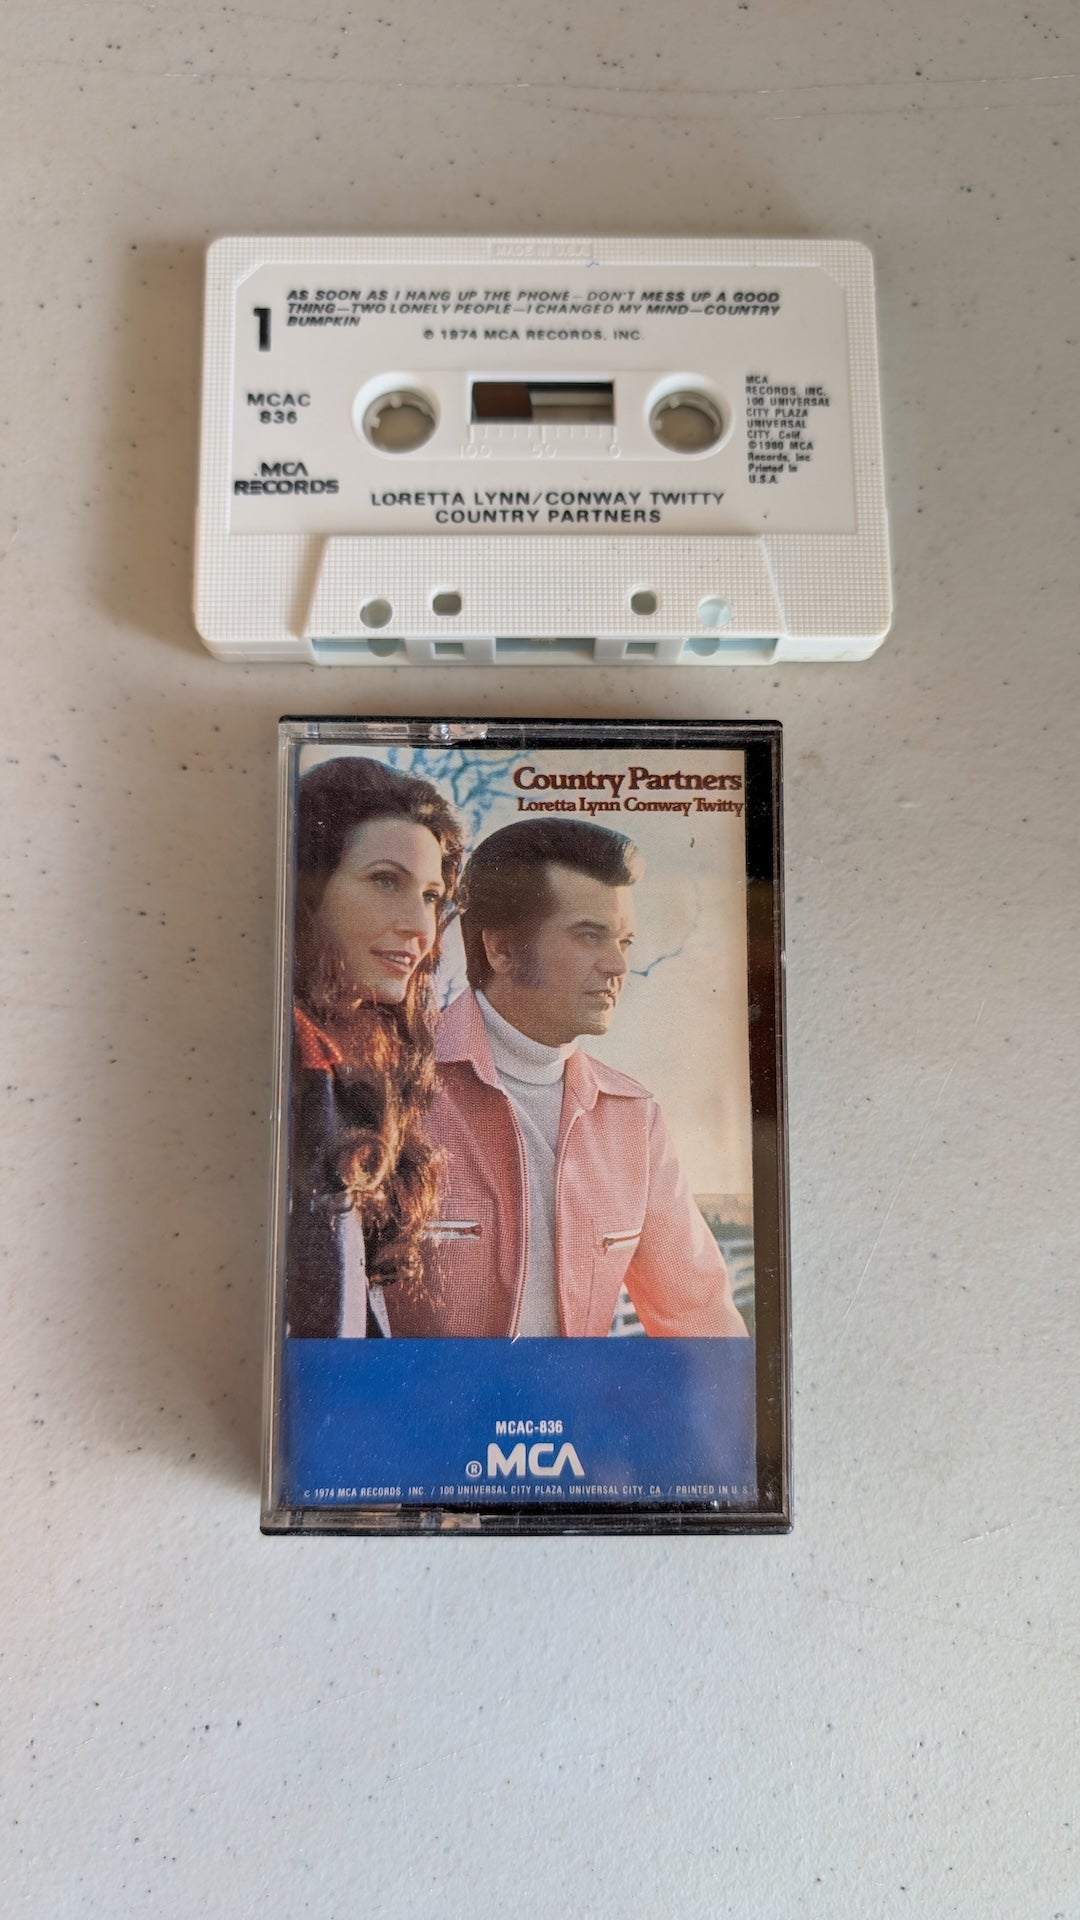 MADE IN U.S.A.
1
AS SOON AS I HANG UP THE PHONE—DON'T MESS UP A GOOD
THING—TWO LONELY PEOPLE—I CHANGED MY MIND—COUNTRY
BUMPKIN
℗ 1974 MCA RECORDS, INC.
MCAC
836
MCA
RECORDS
100 50 0
MCA
RECORDS, INC.
100 UNIVERSAL
CITY PLAZA
UNIVERSAL
CITY, Calif.
©1980 MCA
Records, Inc
Printed In
U.S.A.
LORETTA LYNN/CONWAY TWITTY
COUNTRY PARTNERS
Country Partners
Loretta Lynn Conway Twitty
MCAC-836
® MCA
© 1974 MCA RECORDS, INC. / 100 UNIVERSAL CITY PLAZA, UNIVERSAL CITY, CA. / PRINTED IN U.S.